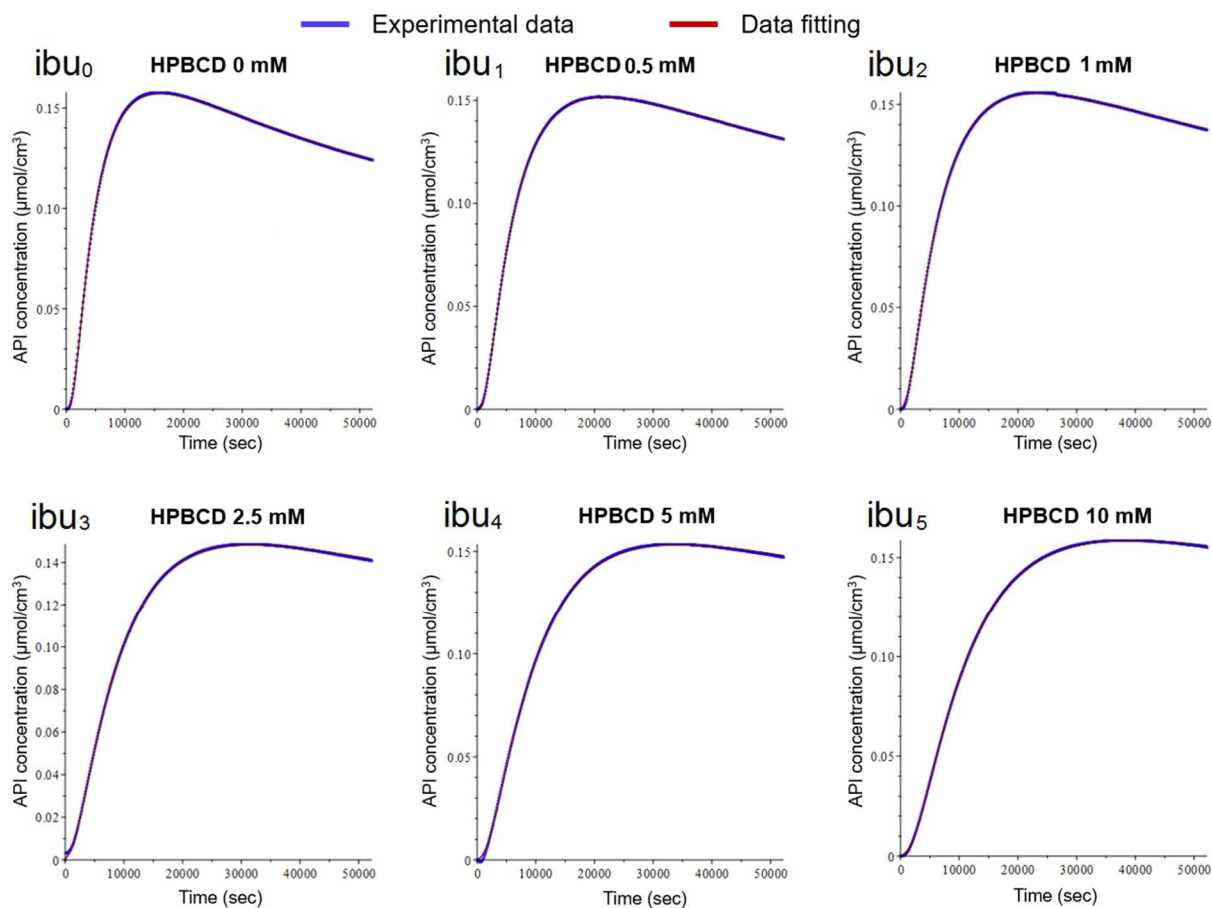 Experimental data Data fitting
ibu₀ HPBCD 0 mM
ibu₁ HPBCD 0.5 mM
ibu₂ HPBCD 1 mM
API concentration (µmol/cm³)
0.15
0.10
0.05
0
0 10000 20000 30000 40000 50000
Time (sec)
API concentration (µmol/cm³)
0.15
0.10
0.05
0
0 10000 20000 30000 40000 50000
Time (sec)
API concentration (µmol/cm³)
0.15
0.10
0.05
0
0 10000 20000 30000 40000 50000
Time (sec)
ibu₃ HPBCD 2.5 mM
ibu₄ HPBCD 5 mM
ibu₅ HPBCD 10 mM
API concentration (µmol/cm³)
0.14
0.12
0.10
0.08
0.06
0.04
0.02
0
0 10000 20000 30000 40000 50000
Time (sec)
API concentration (µmol/cm³)
0.15
0.10
0.05
0
0 10000 20000 30000 40000 50000
Time (sec)
API concentration (µmol/cm³)
0.15
0.10
0.05
0
0 10000 20000 30000 40000 50000
Time (sec)